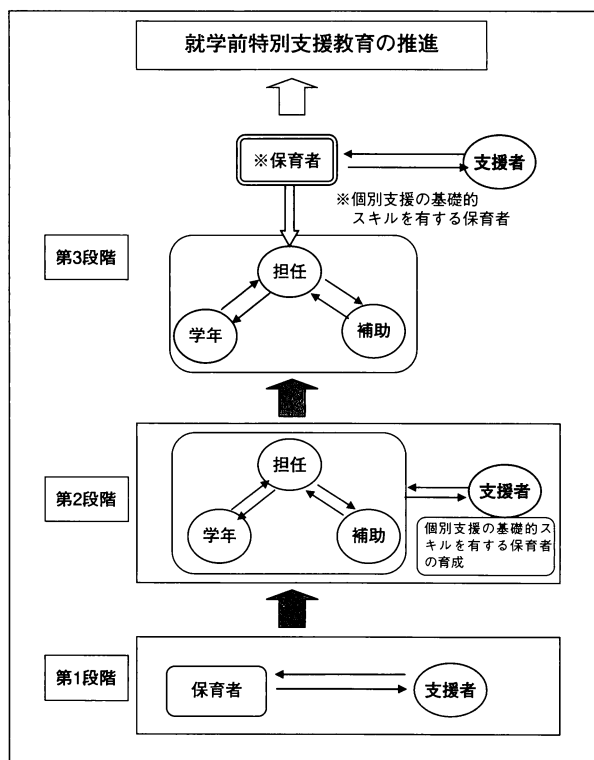 就学前特別支援教育の推進
※保育者
支援者
※個別支援の基礎的
スキルを有する保育者
第3段階
担任
学年
補助
第2段階
担任
学年
補助
支援者
個別支援の基礎的ス
キルを有する保育者
の育成
第1段階
保育者
支援者